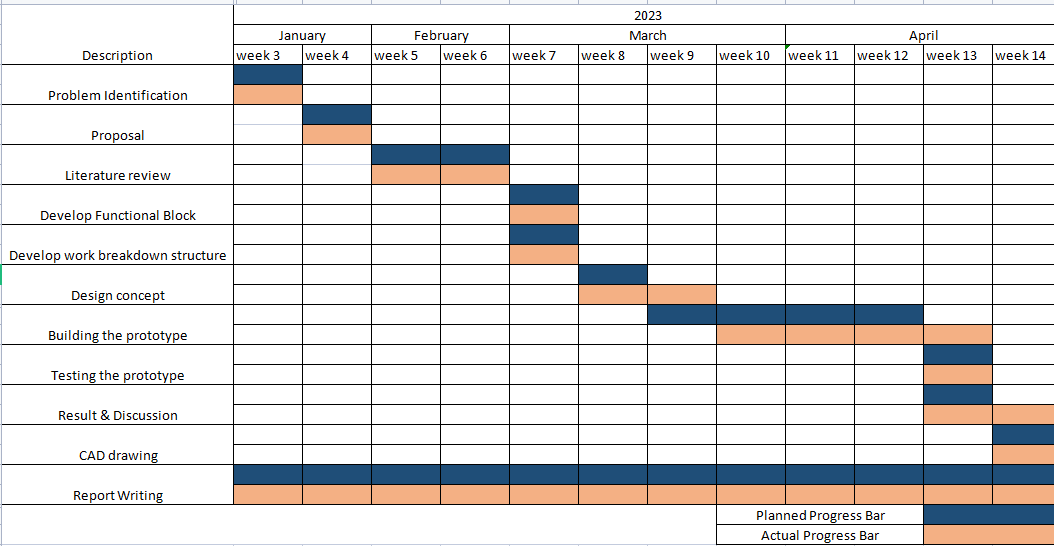 2023
January February March April
Description week 3 week 4 week 5 week 6 week 7 week 8 week 9 week 10 week 11 week 12 week 13 week 14
Problem Identification
Proposal
Literature review
Develop Functional Block
Develop work breakdown structure
Design concept
Building the prototype
Testing the prototype
Result & Discussion
CAD drawing
Report Writing
Planned Progress Bar
Actual Progress Bar